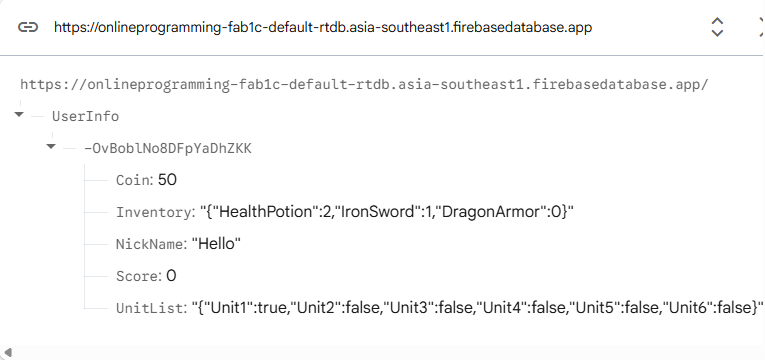 https://onlineprogramming-fab1c-default-rtdb.asia-southeast1.firebasedatabase.app
https://onlineprogramming-fab1c-default-rtdb.asia-southeast1.firebasedatabase.app/
UserInfo
-OvBoblNo8DFpYaDhZKK
Coin: 50
Inventory: "{"HealthPotion":2,"IronSword":1,"DragonArmor":0}"
NickName: "Hello"
Score: 0
UnitList: "{"Unit1":true,"Unit2":false,"Unit3":false,"Unit4":false,"Unit5":false,"Unit6":false}"